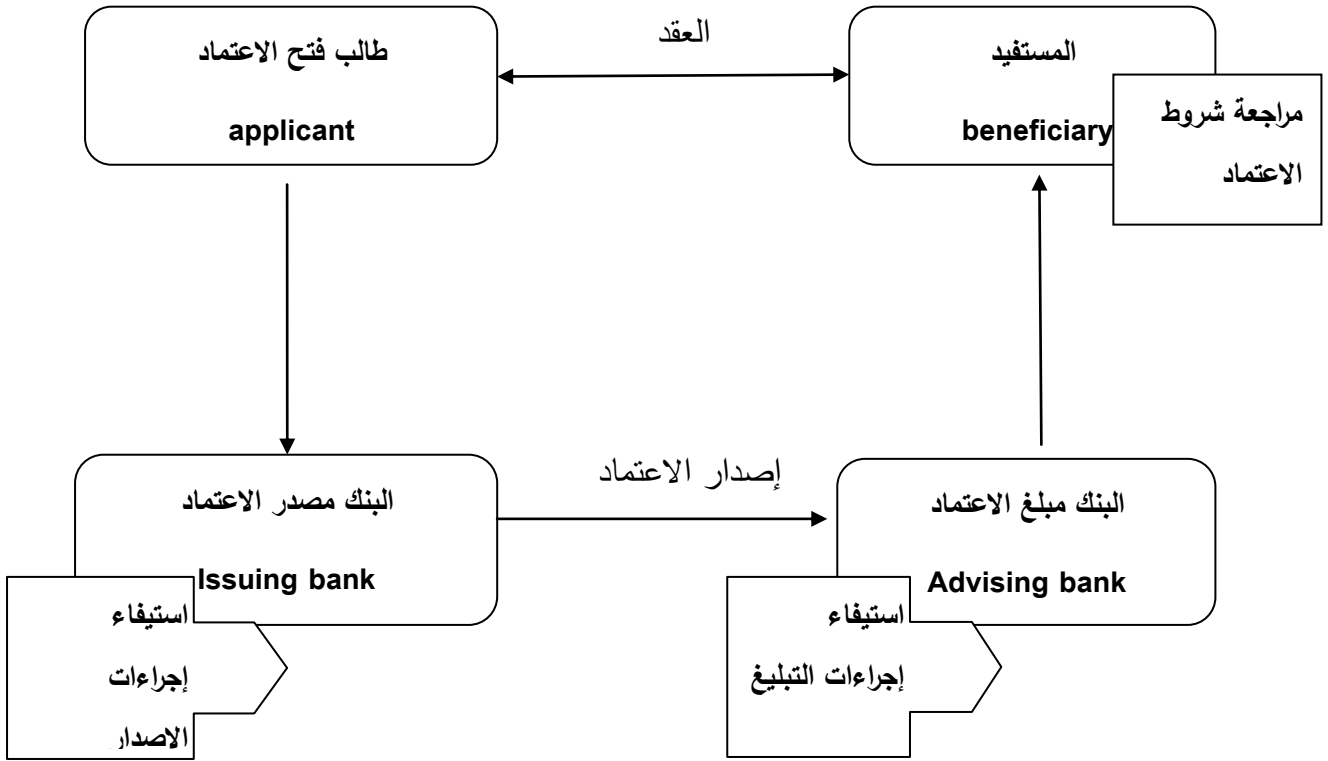 العقد
المستفيد
beneficiary
مراجعة شروط
الاعتماد
طالب فتح الاعتماد
applicant
إصدار الاعتماد
البنك مبلغ الاعتماد
Advising bank
استيفاء
إجراءات التبليغ
البنك مصدر الاعتماد
Issuing bank
استيفاء
إجراءات
الاصدار